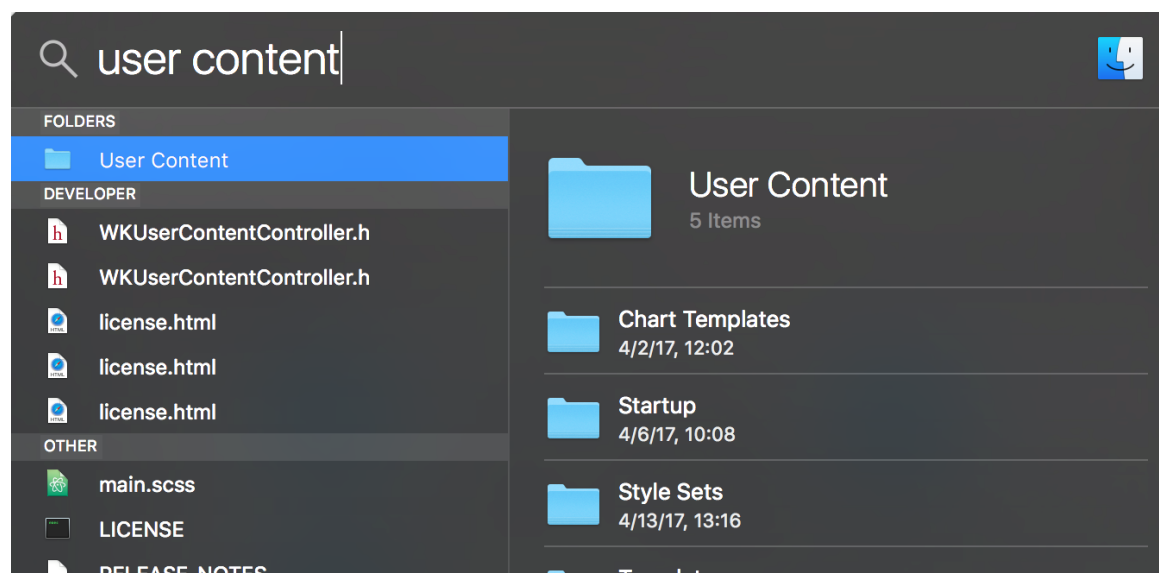 user content
FOLDERS
User Content
DEVELOPER
WKUserContentController.h
WKUserContentController.h
license.html
license.html
license.html
OTHER
main.scss
LICENSE
RELEASE_NOTES
User Content
5 Items
Chart Templates
4/2/17, 12:02
Startup
4/6/17, 10:08
Style Sets
4/13/17, 13:16